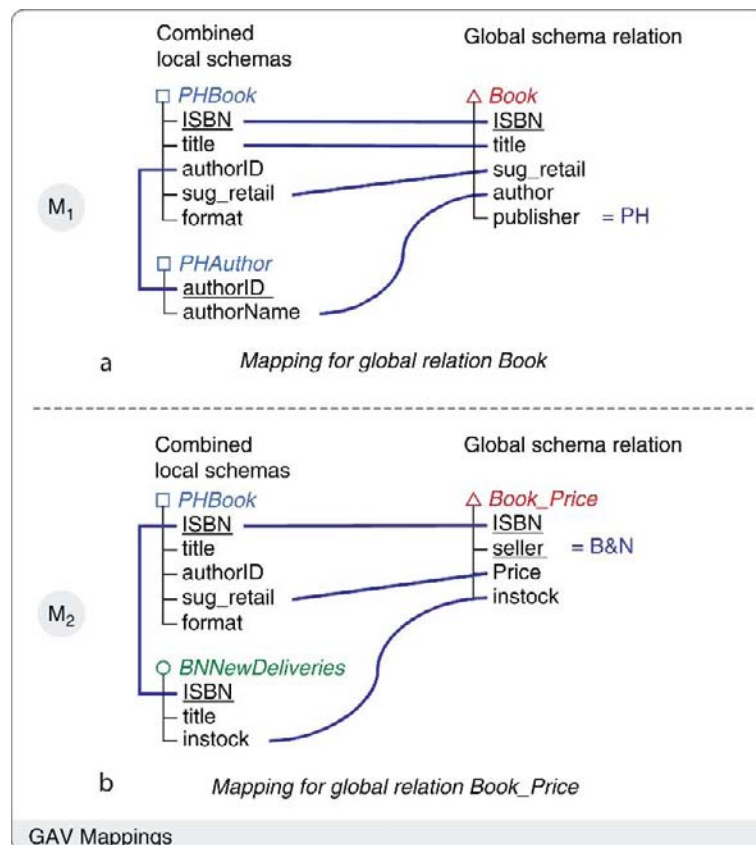 Combined
local schemas
Global schema relation
PHBook
ISBN
title
authorID
sug_retail
format
PHAuthor
authorID
authorName
Book
ISBN
title
sug_retail
author
publisher = PH
M1
a Mapping for global relation Book
Combined
local schemas
Global schema relation
PHBook
ISBN
title
authorID
sug_retail
format
BNNewDeliveries
ISBN
title
instock
Book_Price
ISBN
seller = B&N
Price
instock
M2
b Mapping for global relation Book_Price
GAV Mappings